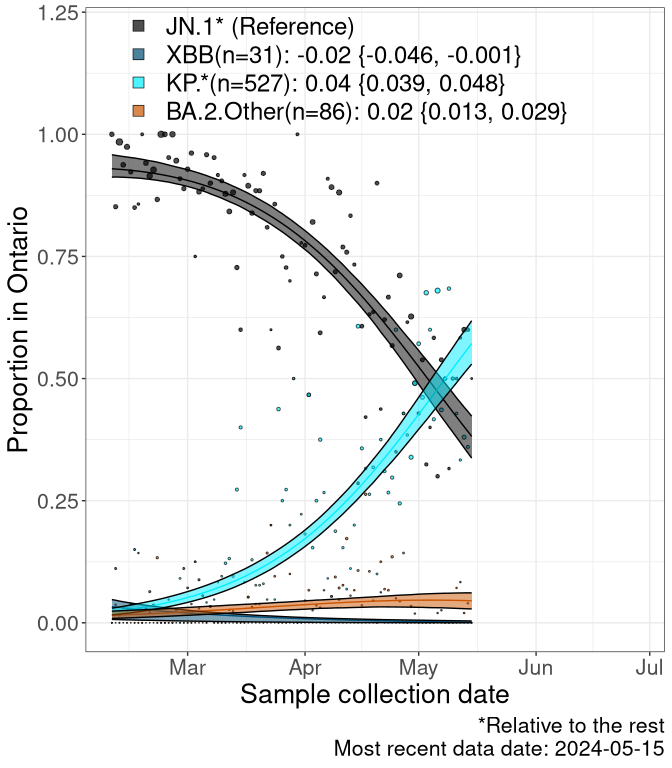 JN.1* (Reference)
XBB(n=31): -0.02 {-0.046, -0.001}
KP.*(n=527): 0.04 {0.039, 0.048}
BA.2.Other(n=86): 0.02 {0.013, 0.029}
1.25
1.00
0.75
0.50
0.25
0.00
Proportion in Ontario
Mar Apr May Jun Jul
Sample collection date
*Relative to the rest
Most recent data date: 2024-05-15